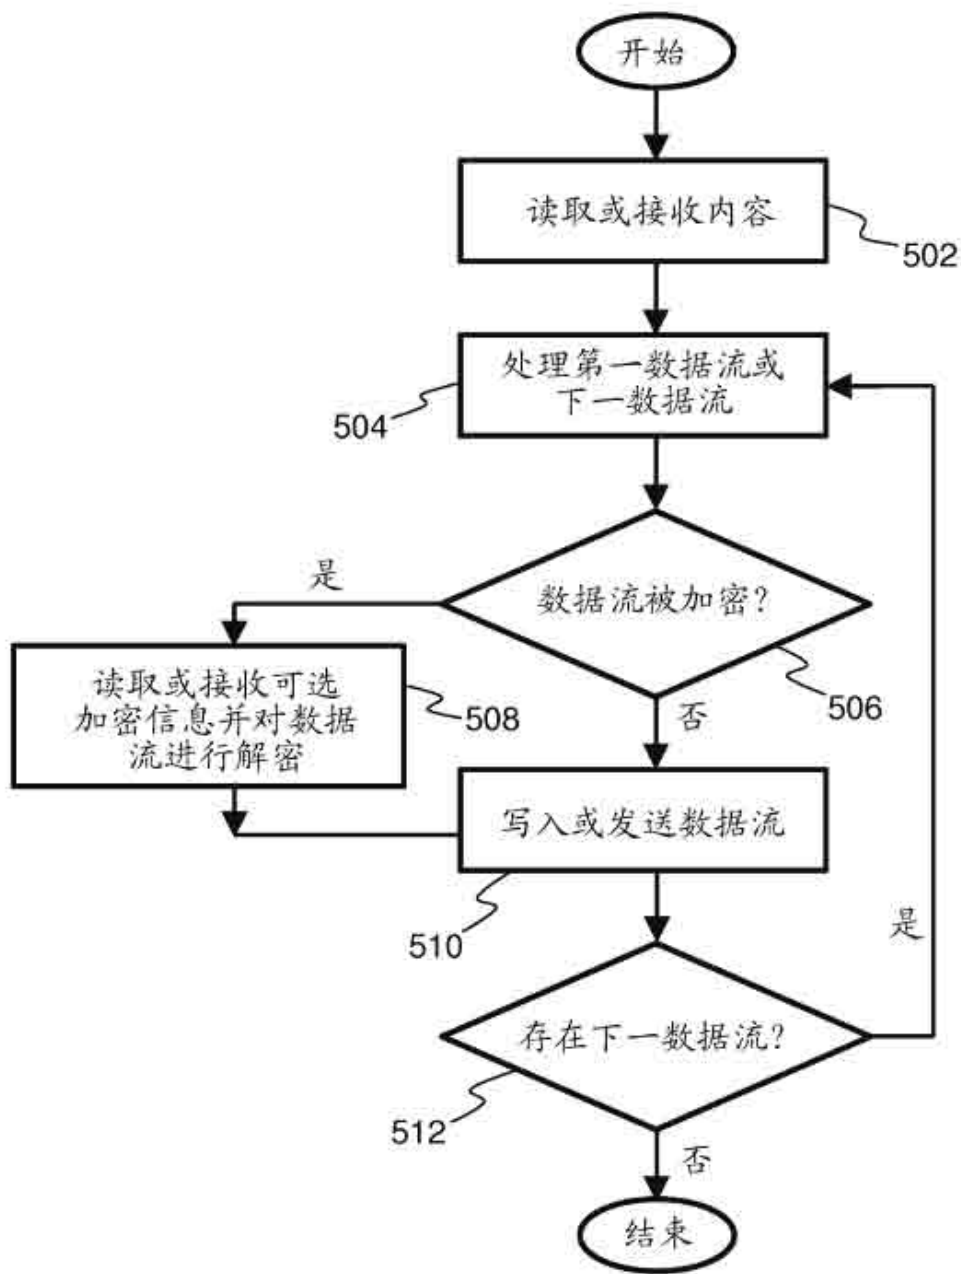 开始
读取或接收内容
502
处理第一数据流或
下一数据流
504
数据流被加密?
506
是
读取或接收可选
加密信息并对数据
流进行解密
508
否
写入或发送数据流
510
是
存在下一数据流?
512
否
结束